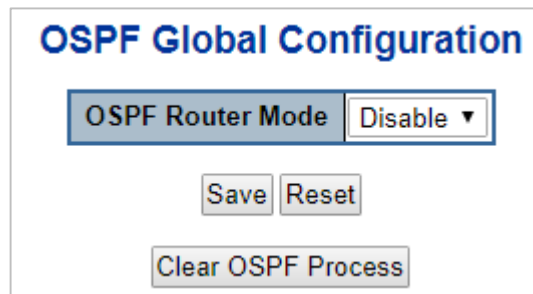 OSPF Global Configuration
OSPF Router Mode Disable
Save Reset
Clear OSPF Process